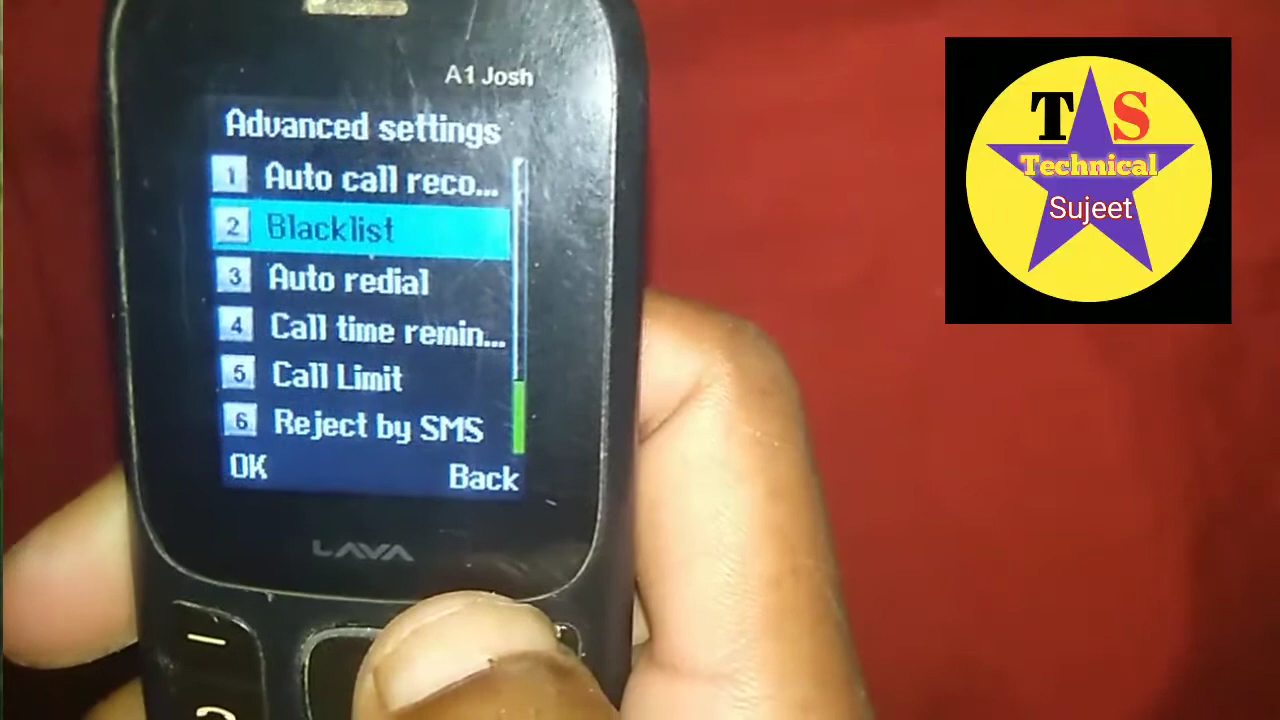 A1 Josh
Advanced settings
1 Auto call reco...
2 Blacklist
3 Auto redial
4 Call time remin...
5 Call Limit
6 Reject by SMS
OK Back
LAVA
T S
Technical
Sujeet